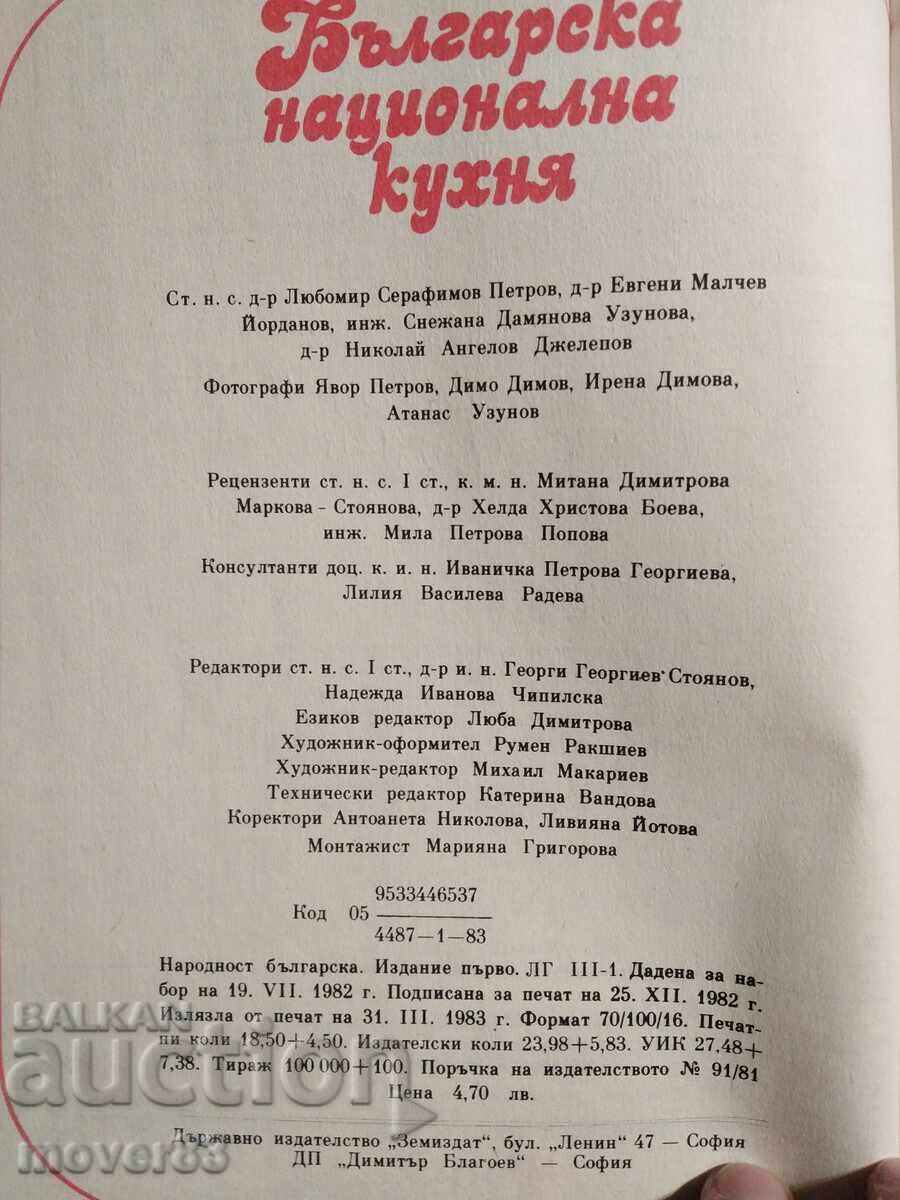 Българска
национална
кухня
Ст. н. с. д-р Любомир Серафимов Петров, д-р Евгени Малчев
Йорданов, инж. Снежана Дамянова Узунова,
д-р Николай Ангелов Джелепов
Фотографи Явор Петров, Димо Димов, Ирена Димова,
Атанас Узунов
Рецензенти ст. н. с. I ст., к. м. н. Митана Димитрова
Маркова-Стоянова, д-р Хелда Христова Боева,
инж. Мила Петрова Попова
Консултанти доц. к. и. н. Иваничка Петрова Георгиева,
Лилия Василева Радева
Редактори ст. н. с. I ст., д-р и. н. Георги Георгиев Стоянов,
Надежда Иванова Чипилска
Езиков редактор Люба Димитрова
Художник-оформител Румен Ракшиев
Художник-редактор Михаил Макариев
Технически редактор Катерина Вандова
Коректори Антоанета Николова, Ливияна Йотова
Монтажист Марияна Григорова
9533446537
Код 05
4487—1—83
Народност българска. Издание първо. ЛГ III-1. Дадена за на-
бор на 19. VII. 1982 г. Подписана за печат на 25. XII. 1982 г.
Излязла от печат на 31. III. 1983 г. Формат 70/100/16. Печат-
ни коли 18,50+4,50. Издателски коли 23,98+5,83. УИК 27,48+
7,38. Тираж 100 000+100. Поръчка на издателството № 91/81
Цена 4,70 лв.
Държавно издателство „Земиздат", бул. „Ленин" 47 — София
ДП „Димитър Благоев" — София
BALKAN
auction
mover83